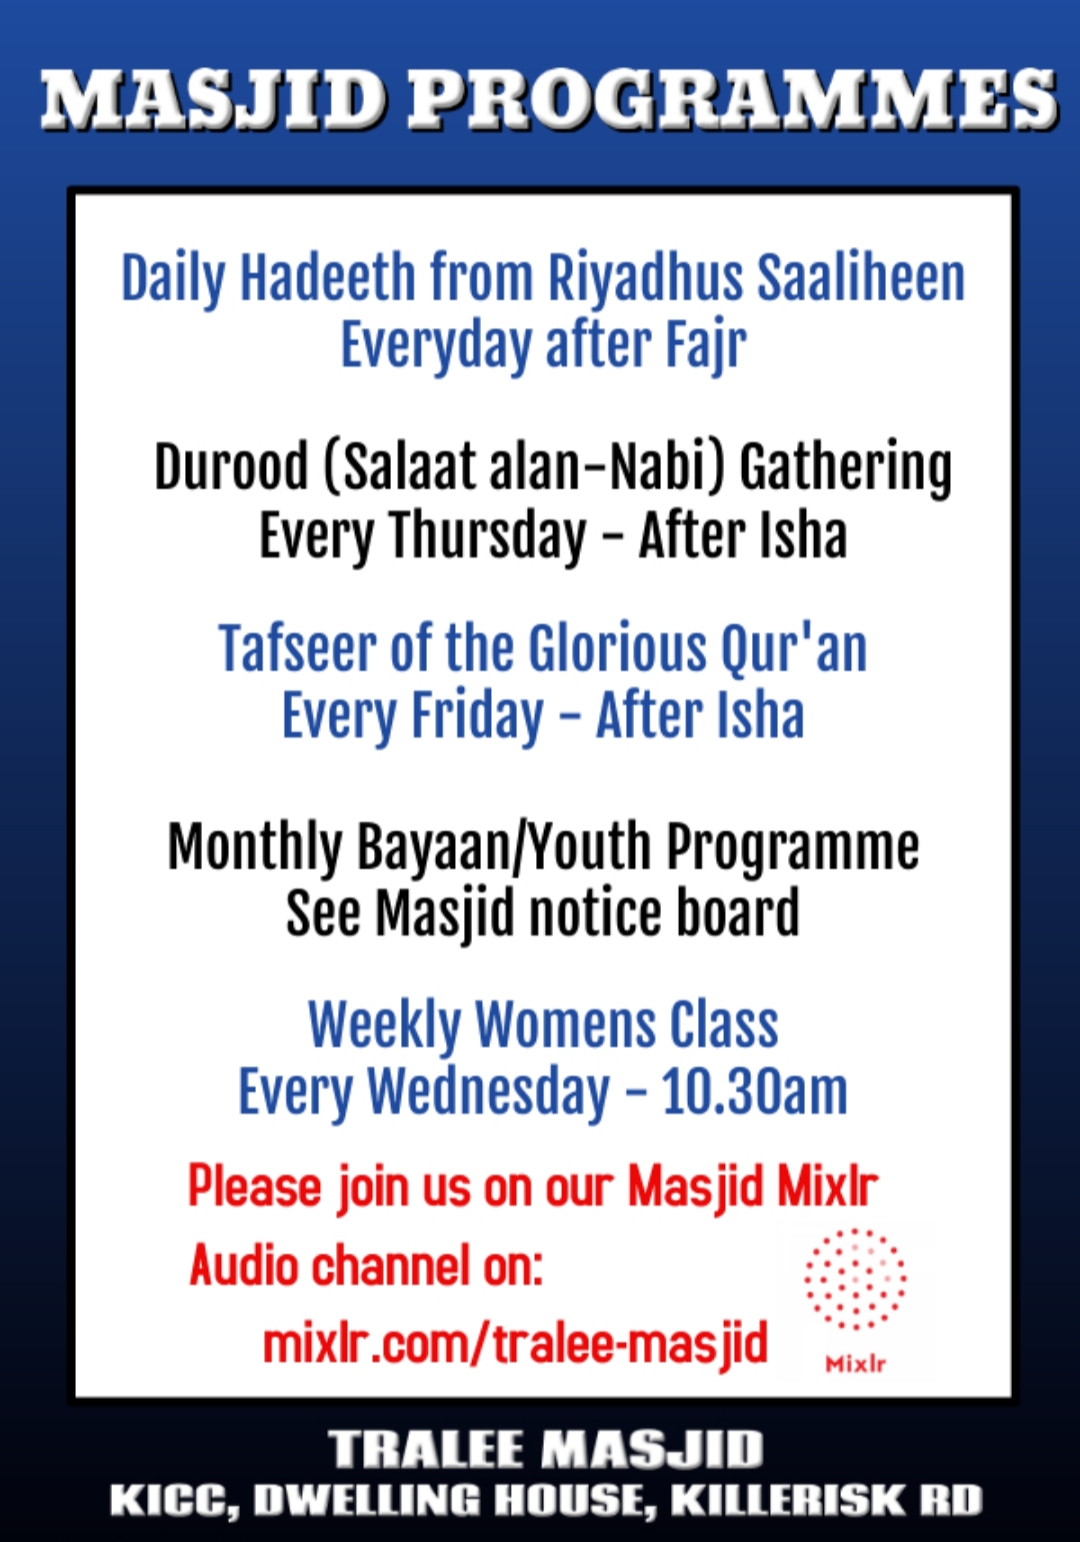 MASJID PROGRAMMES
Daily Hadeeth from Riyadhus Saaliheen
Everyday after Fajr
Durood (Salaat alan-Nabi) Gathering
Every Thursday - After Isha
Tafseer of the Glorious Qur'an
Every Friday - After Isha
Monthly Bayaan/Youth Programme
See Masjid notice board
Weekly Womens Class
Every Wednesday - 10.30am
Please join us on our Masjid Mixlr
Audio channel on:
mixlr.com/tralee-masjid
Mixlr
TRALEE MASJID
KICC, DWELLING HOUSE, KILLERISK RD